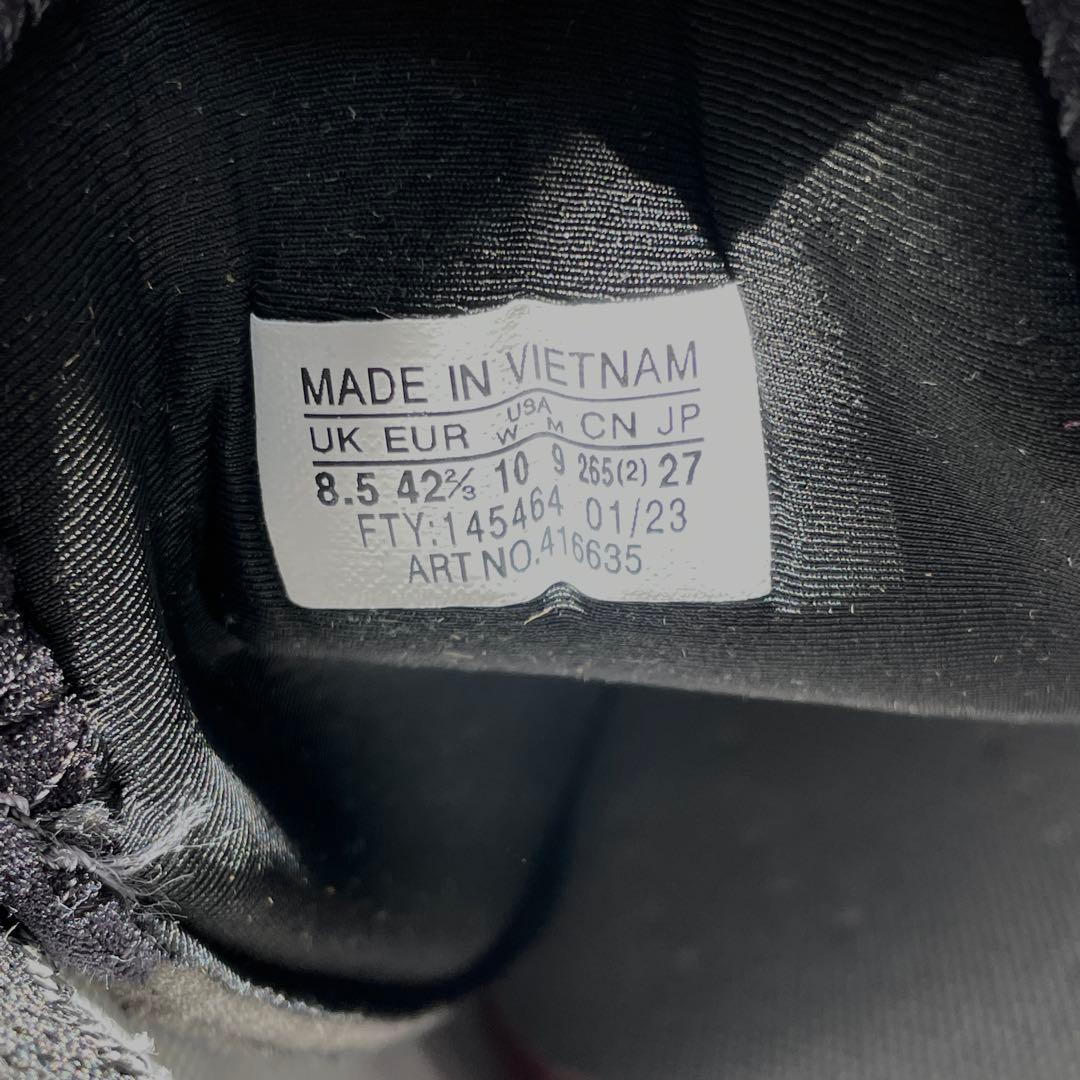 MADE IN VIETNAM
USA
UK EUR W M CN JP
8.5 42⅔ 10 9 265(2) 27
FTY:145464 01/23
ART NO.416635